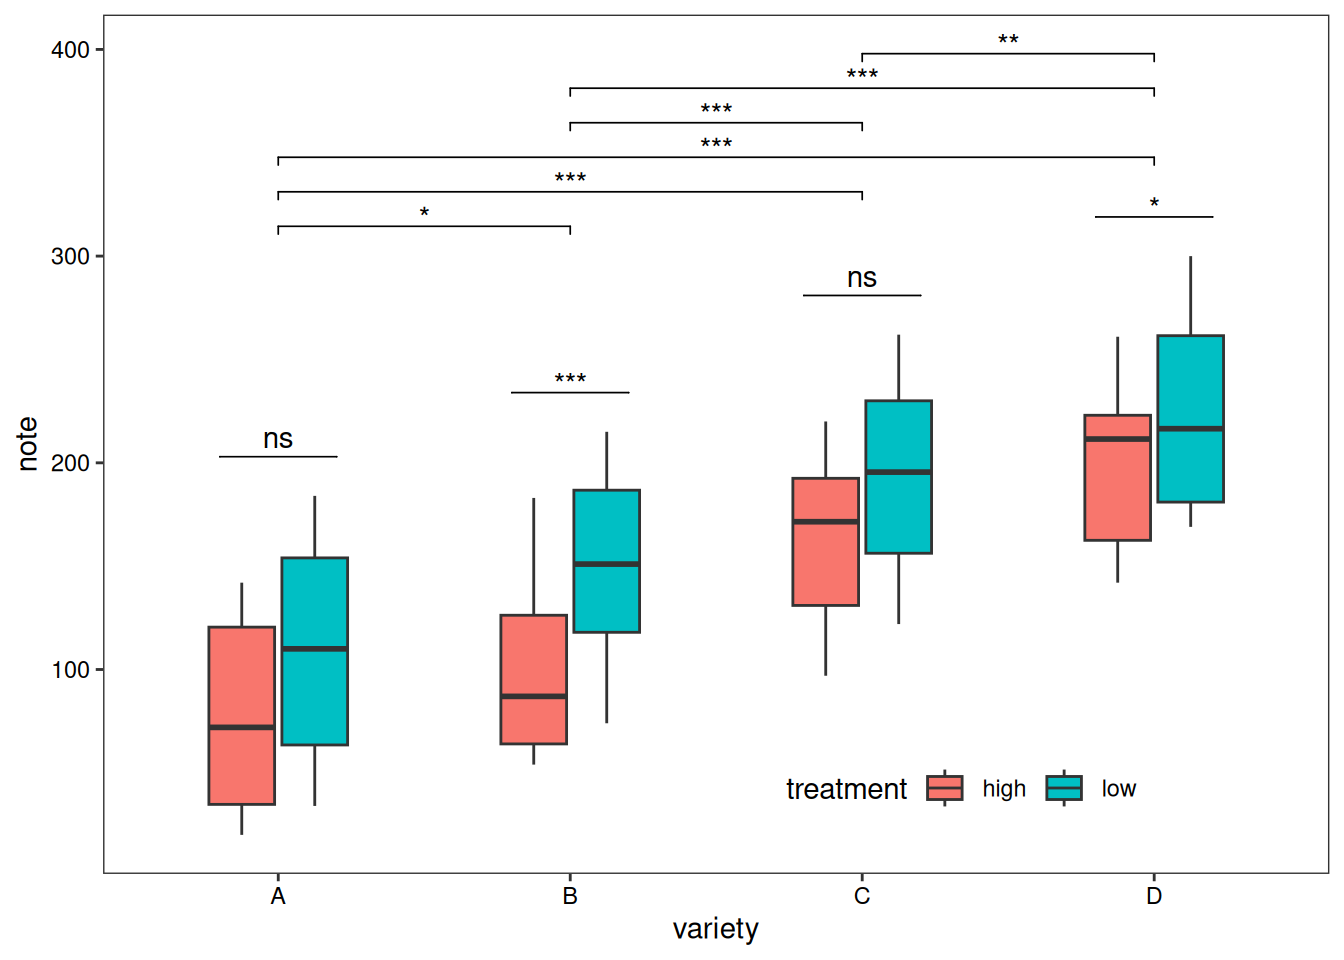 400
**
***
***
***
***
*
*
300
ns
***
ns
200
note
100
treatment high low
A B C D
variety